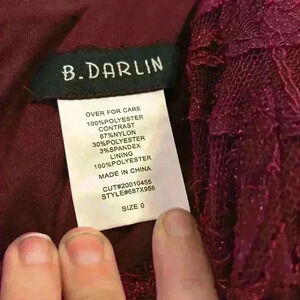 B.DARLIN
OVER FOR CARE
100%POLYESTER
CONTRAST
67%NYLON
30%POLYESTER
3%SPANDEX
LINING
100%POLYESTER
MADE IN CHINA
CUT#20010455
STYLE#687X956
SIZE 0